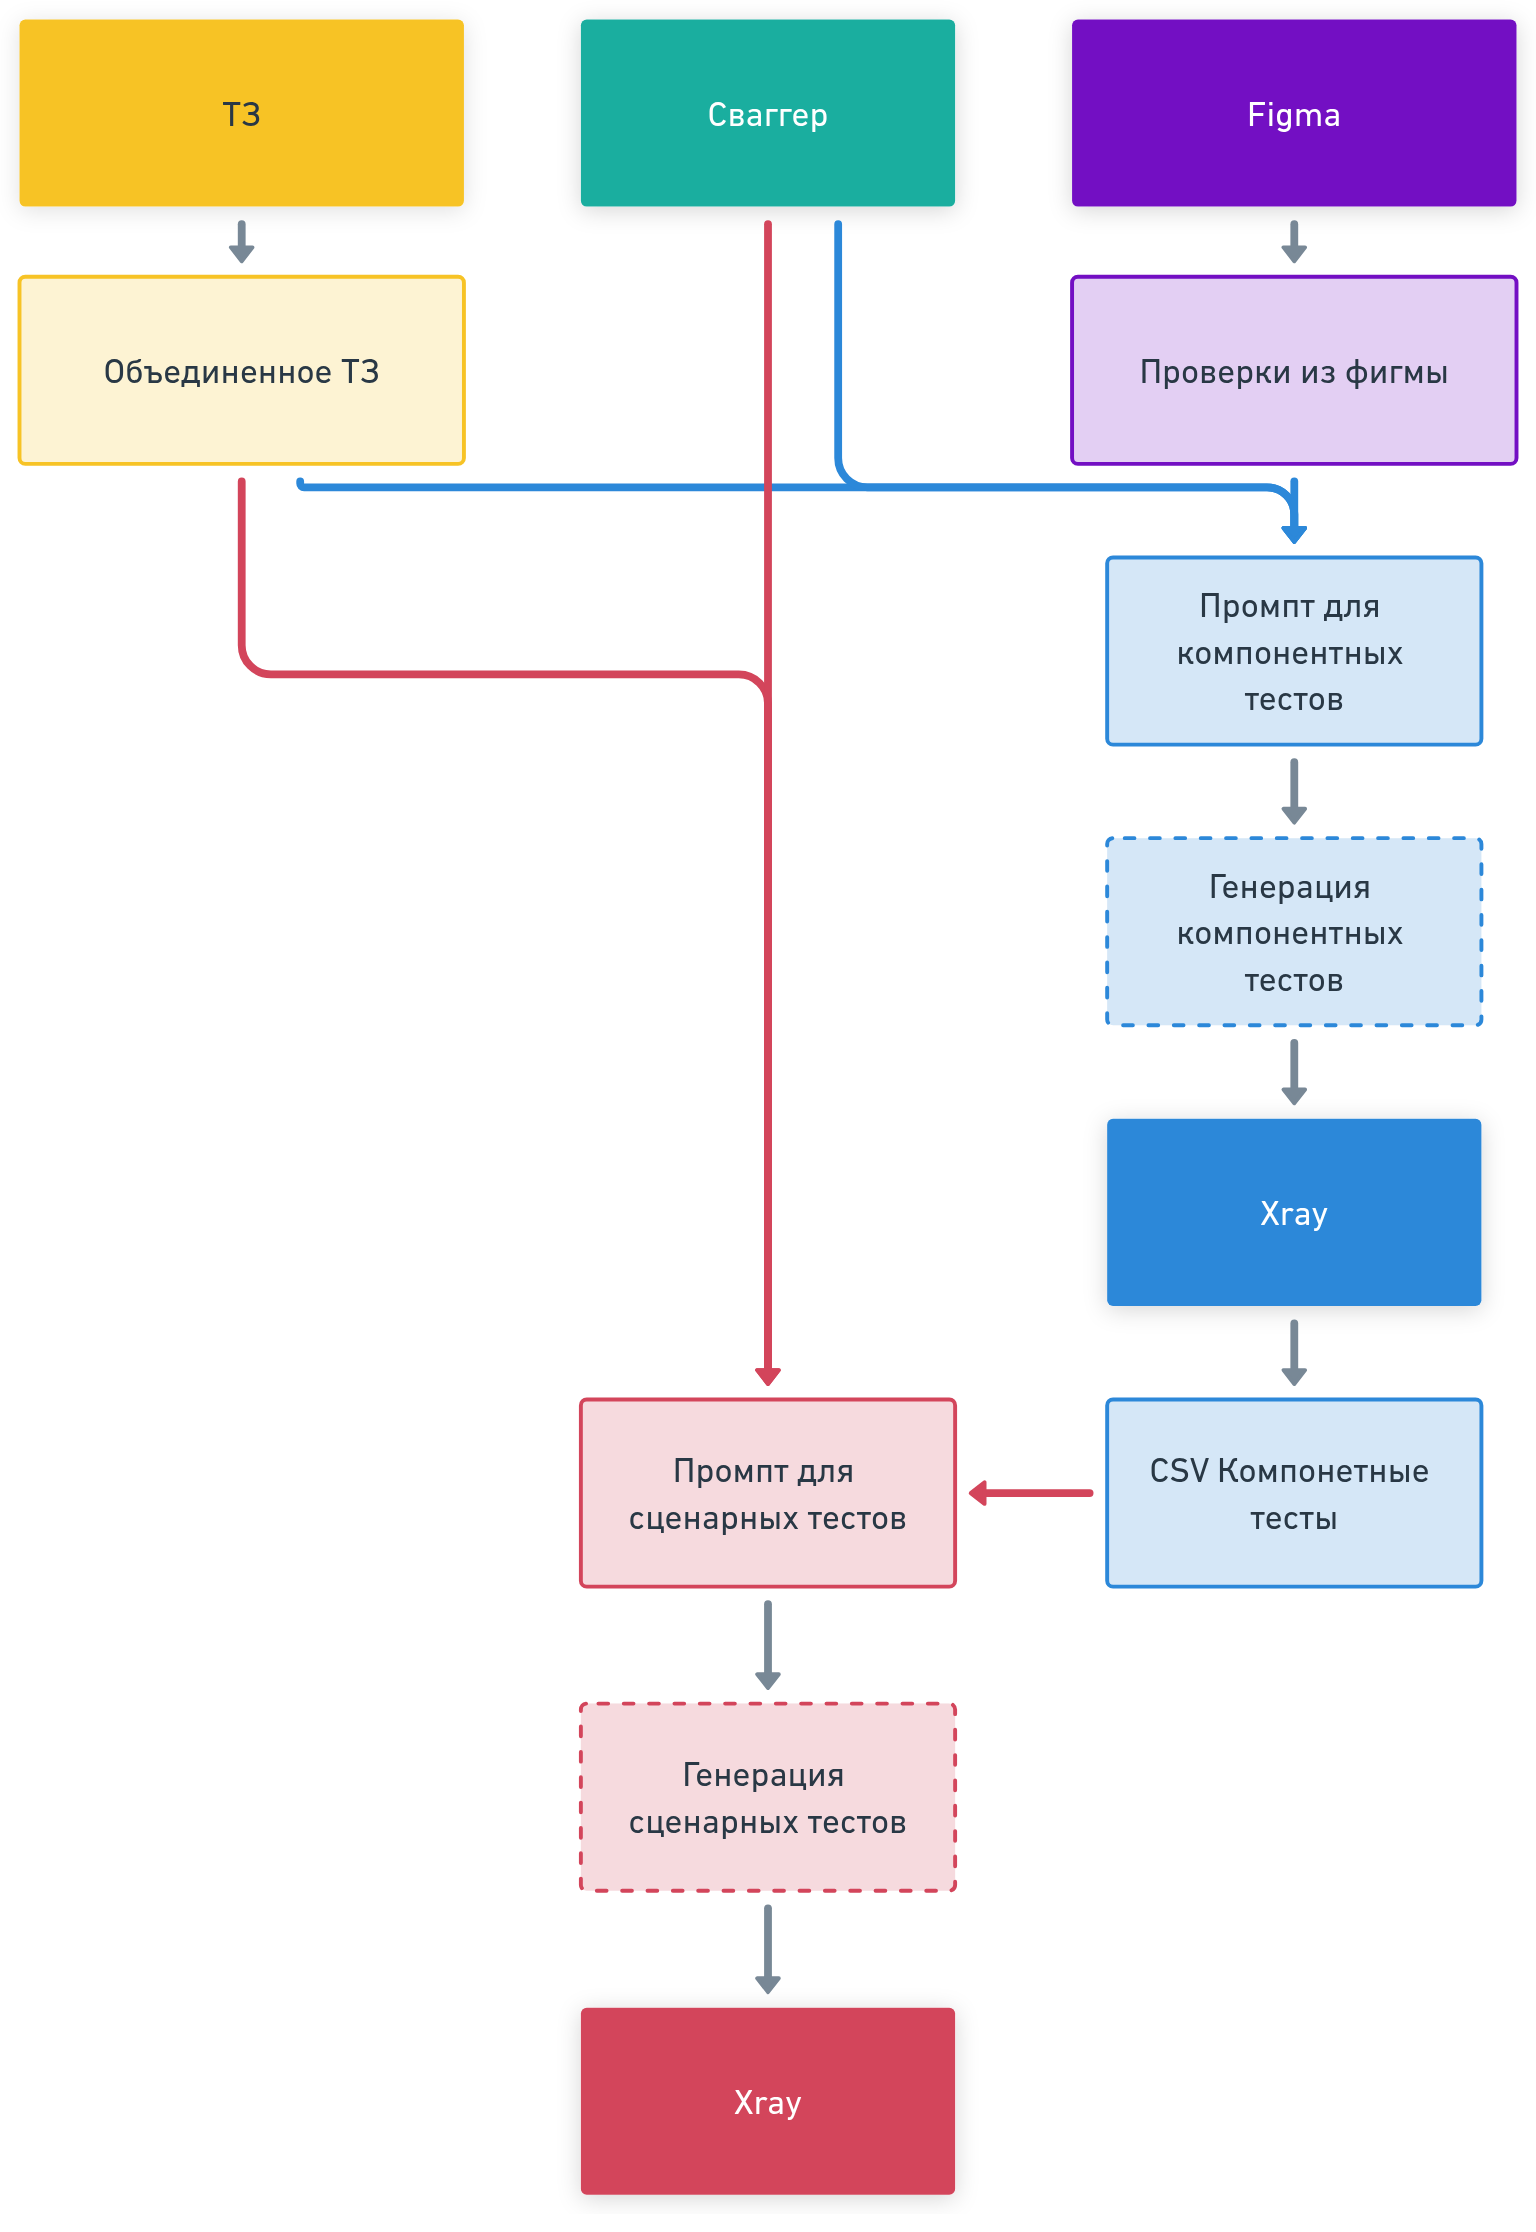 ТЗ
Сваггер
Figma
Объединенное ТЗ
Проверки из фигмы
Промпт для
компонентных
тестов
Генерация
компонентных
тестов
Xray
Промпт для
сценарных тестов
CSV Компонетные
тесты
Генерация
сценарных тестов
Xray